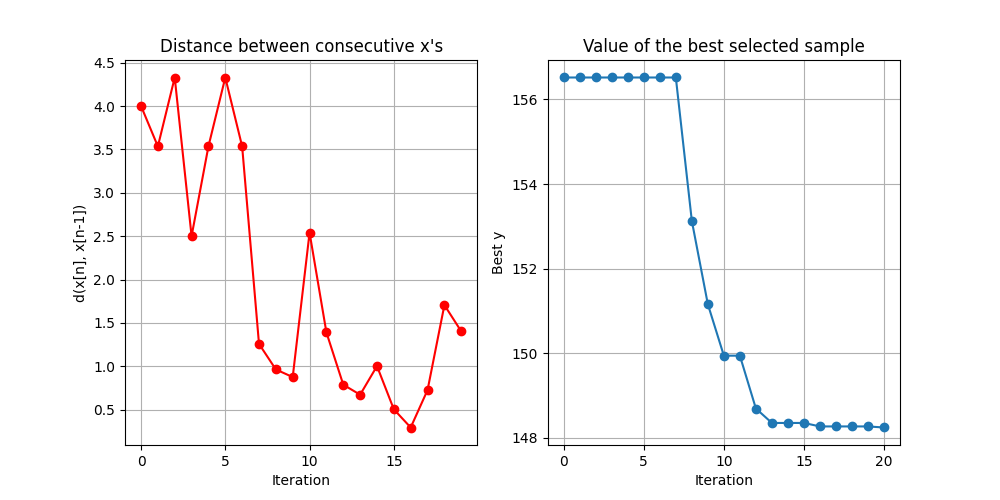 Distance between consecutive x's
4.5
4.0
3.5
3.0
2.5
2.0
1.5
1.0
0.5
d(x[n], x[n-1])
0 5 10 15
Iteration
Value of the best selected sample
156
154
152
150
148
Best y
0 5 10 15 20
Iteration